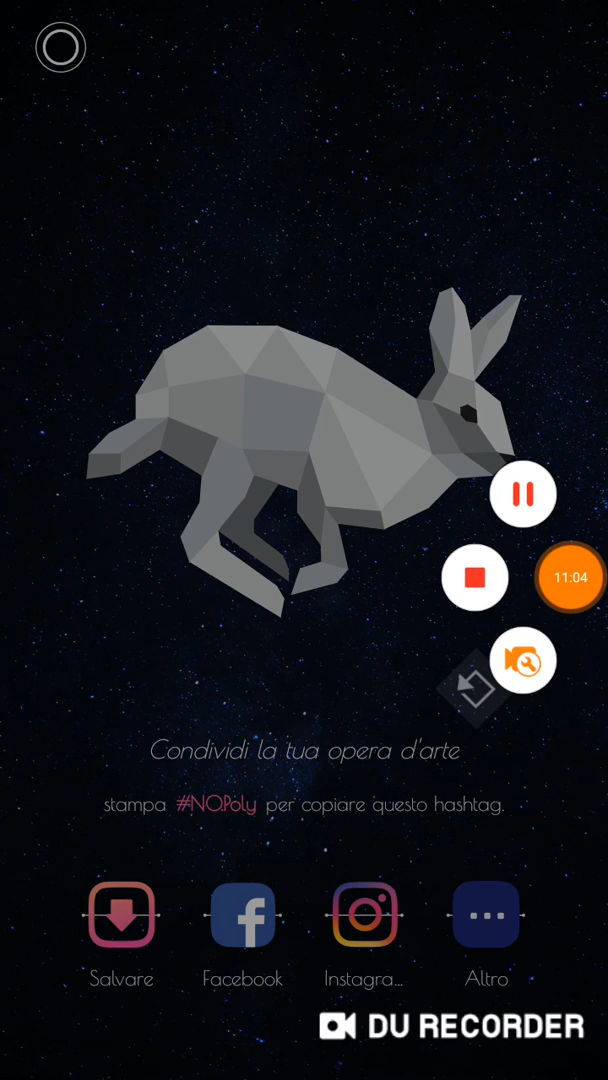 11:04
Condividi la tua opera d'arte
stampa #NO.Poly per copiare questo hashtag.
Salvare Facebook Instagra... Altro
DU RECORDER